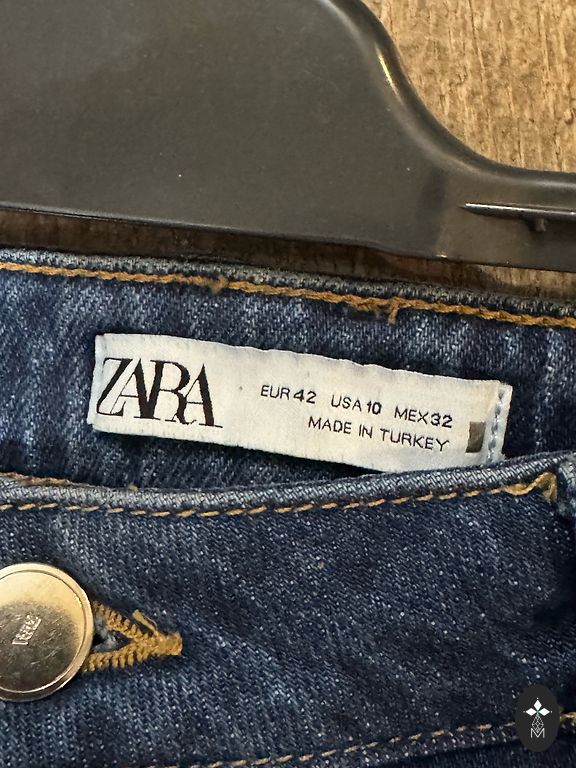 ZARA
EUR 42 USA 10 MEX 32
MADE IN TURKEY
M